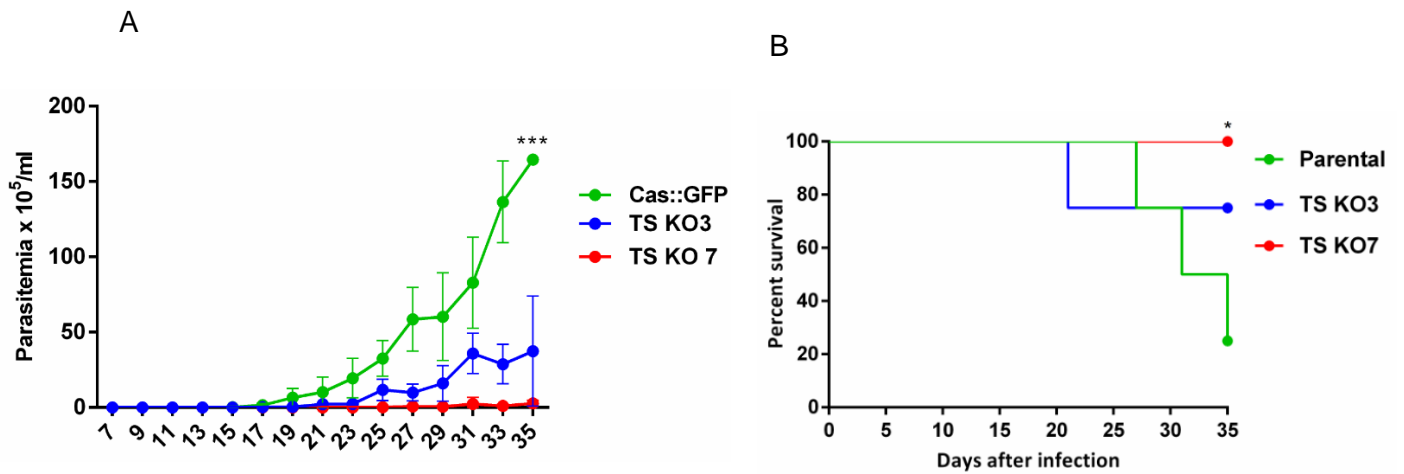 A
B
Parasitemia x 10⁵/ml
200
150
100
50
0
7 9 11 13 15 17 19 21 23 25 27 29 31 33 35
***
Cas::GFP
TS KO3
TS KO 7
Percent survival
100
80
60
40
20
0
0 5 10 15 20 25 30 35
Days after infection
*
Parental
TS KO3
TS KO7